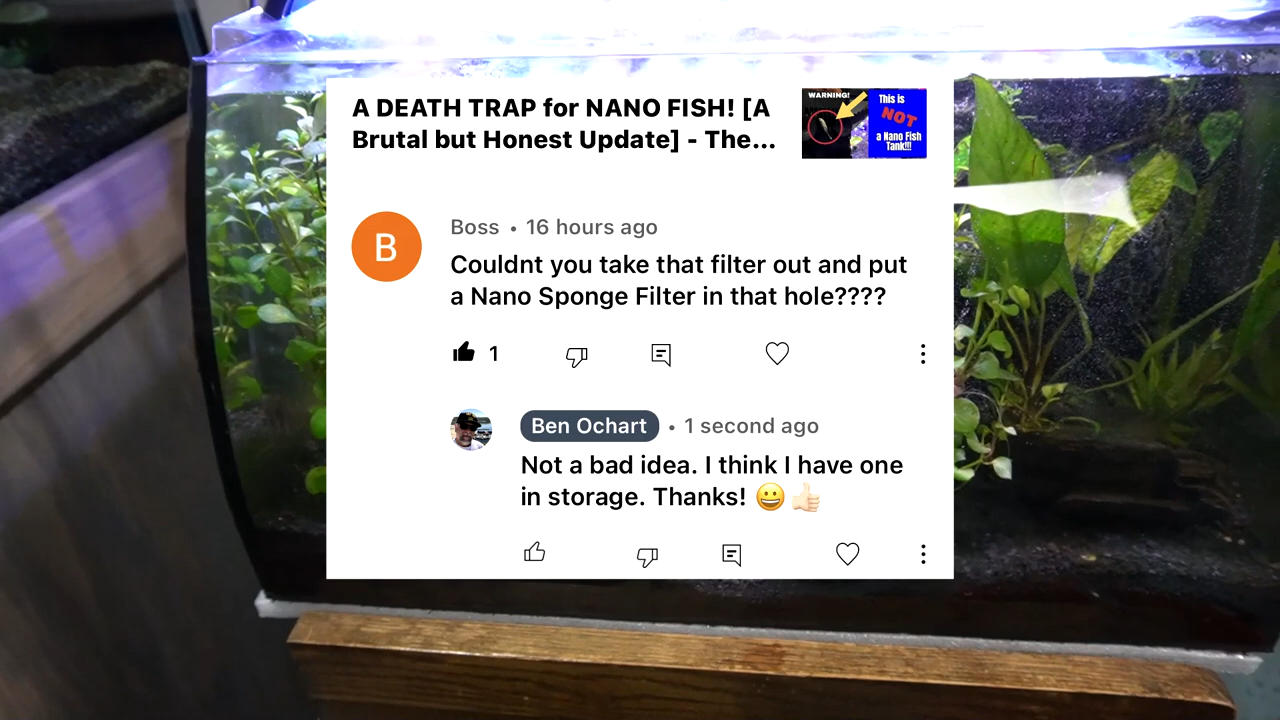 A DEATH TRAP for NANO FISH! [A
Brutal but Honest Update] - The...
WARNING!
This is
NOT
a Nano Fish
Tank!!!
B
Boss • 16 hours ago
Couldnt you take that filter out and put
a Nano Sponge Filter in that hole????
1
Ben Ochart • 1 second ago
Not a bad idea. I think I have one
in storage. Thanks! 😀👍🏻